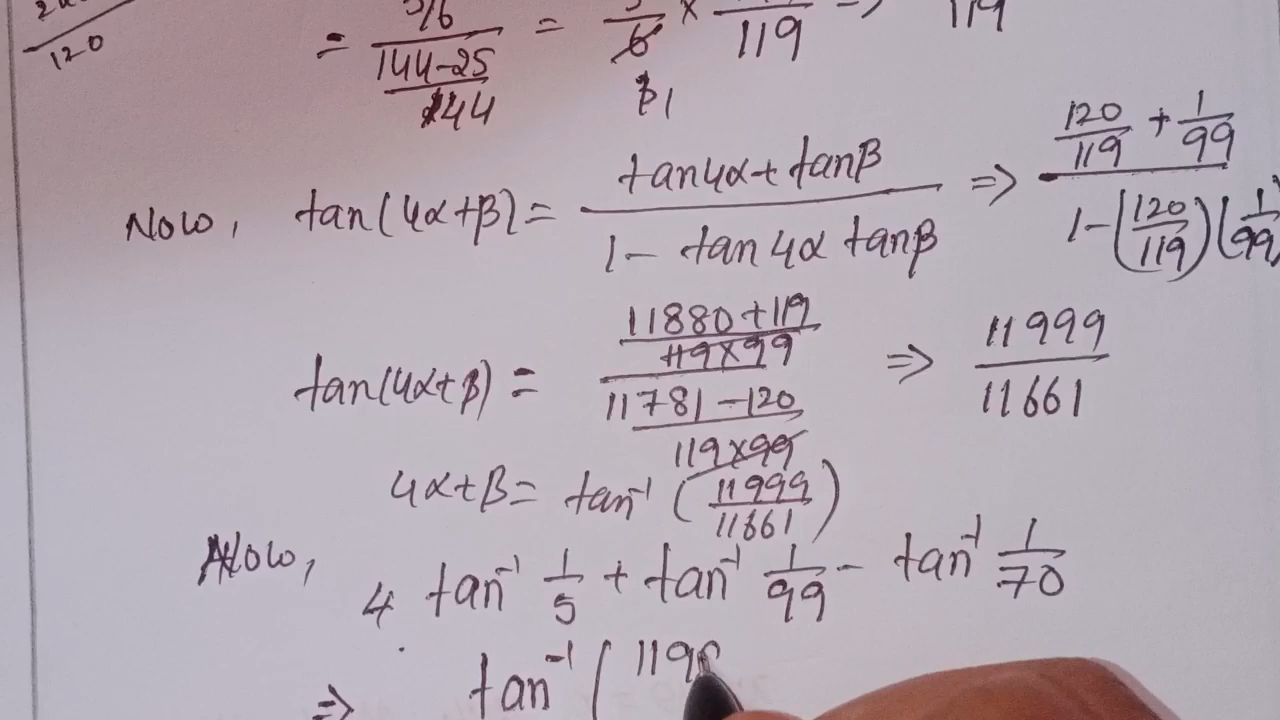 120
= 5/6 / (144-25 / 144) = 5/6 × /119 ⇒ 119
1
Now, tan(4α+β) = (tan4α+tanβ) / (1 - tan4α tanβ) ⇒ (120/119 + 1/99) / (1-(120/119)(1/99)
tan(4α+β) = (11880+119 / 119×99) / (11781-120 / 119×99) ⇒ 11999/11661
4α+β = tan⁻¹(11999/11661)
Now,
4 tan⁻¹ 1/5 + tan⁻¹ 1/99 - tan⁻¹ 1/70
⇒ tan⁻¹ ( 119